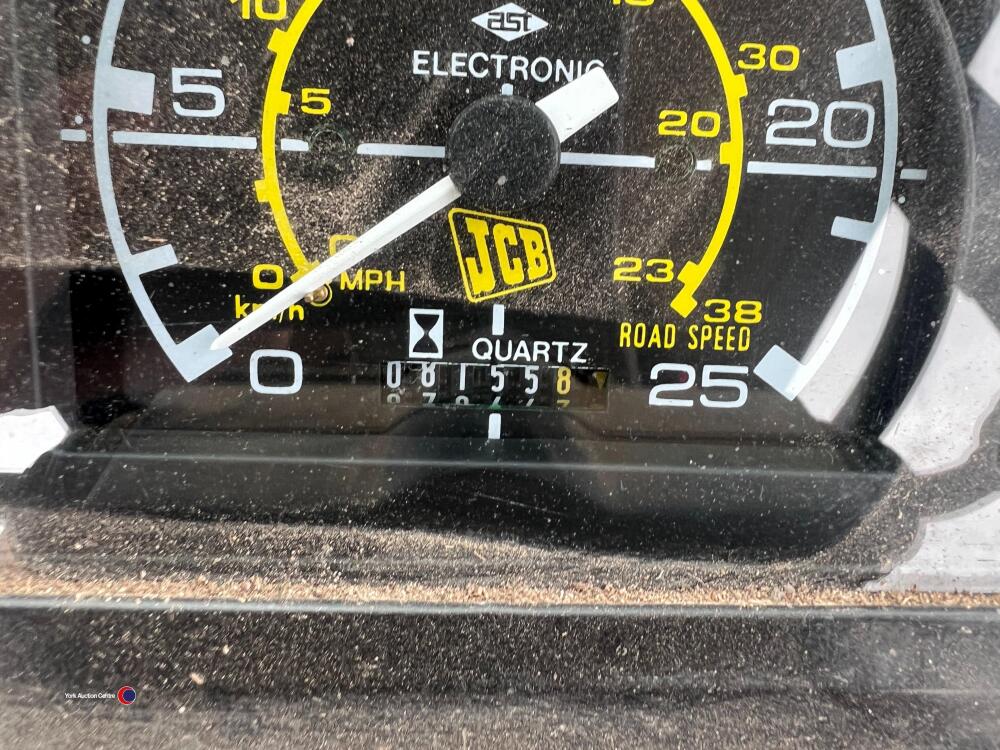 10
ast
ELECTRONIC
5
5
30
20
20
0
MPH
km/h
JCB
23
38
ROAD SPEED
QUARTZ
0
081558
25
York Auction Centre